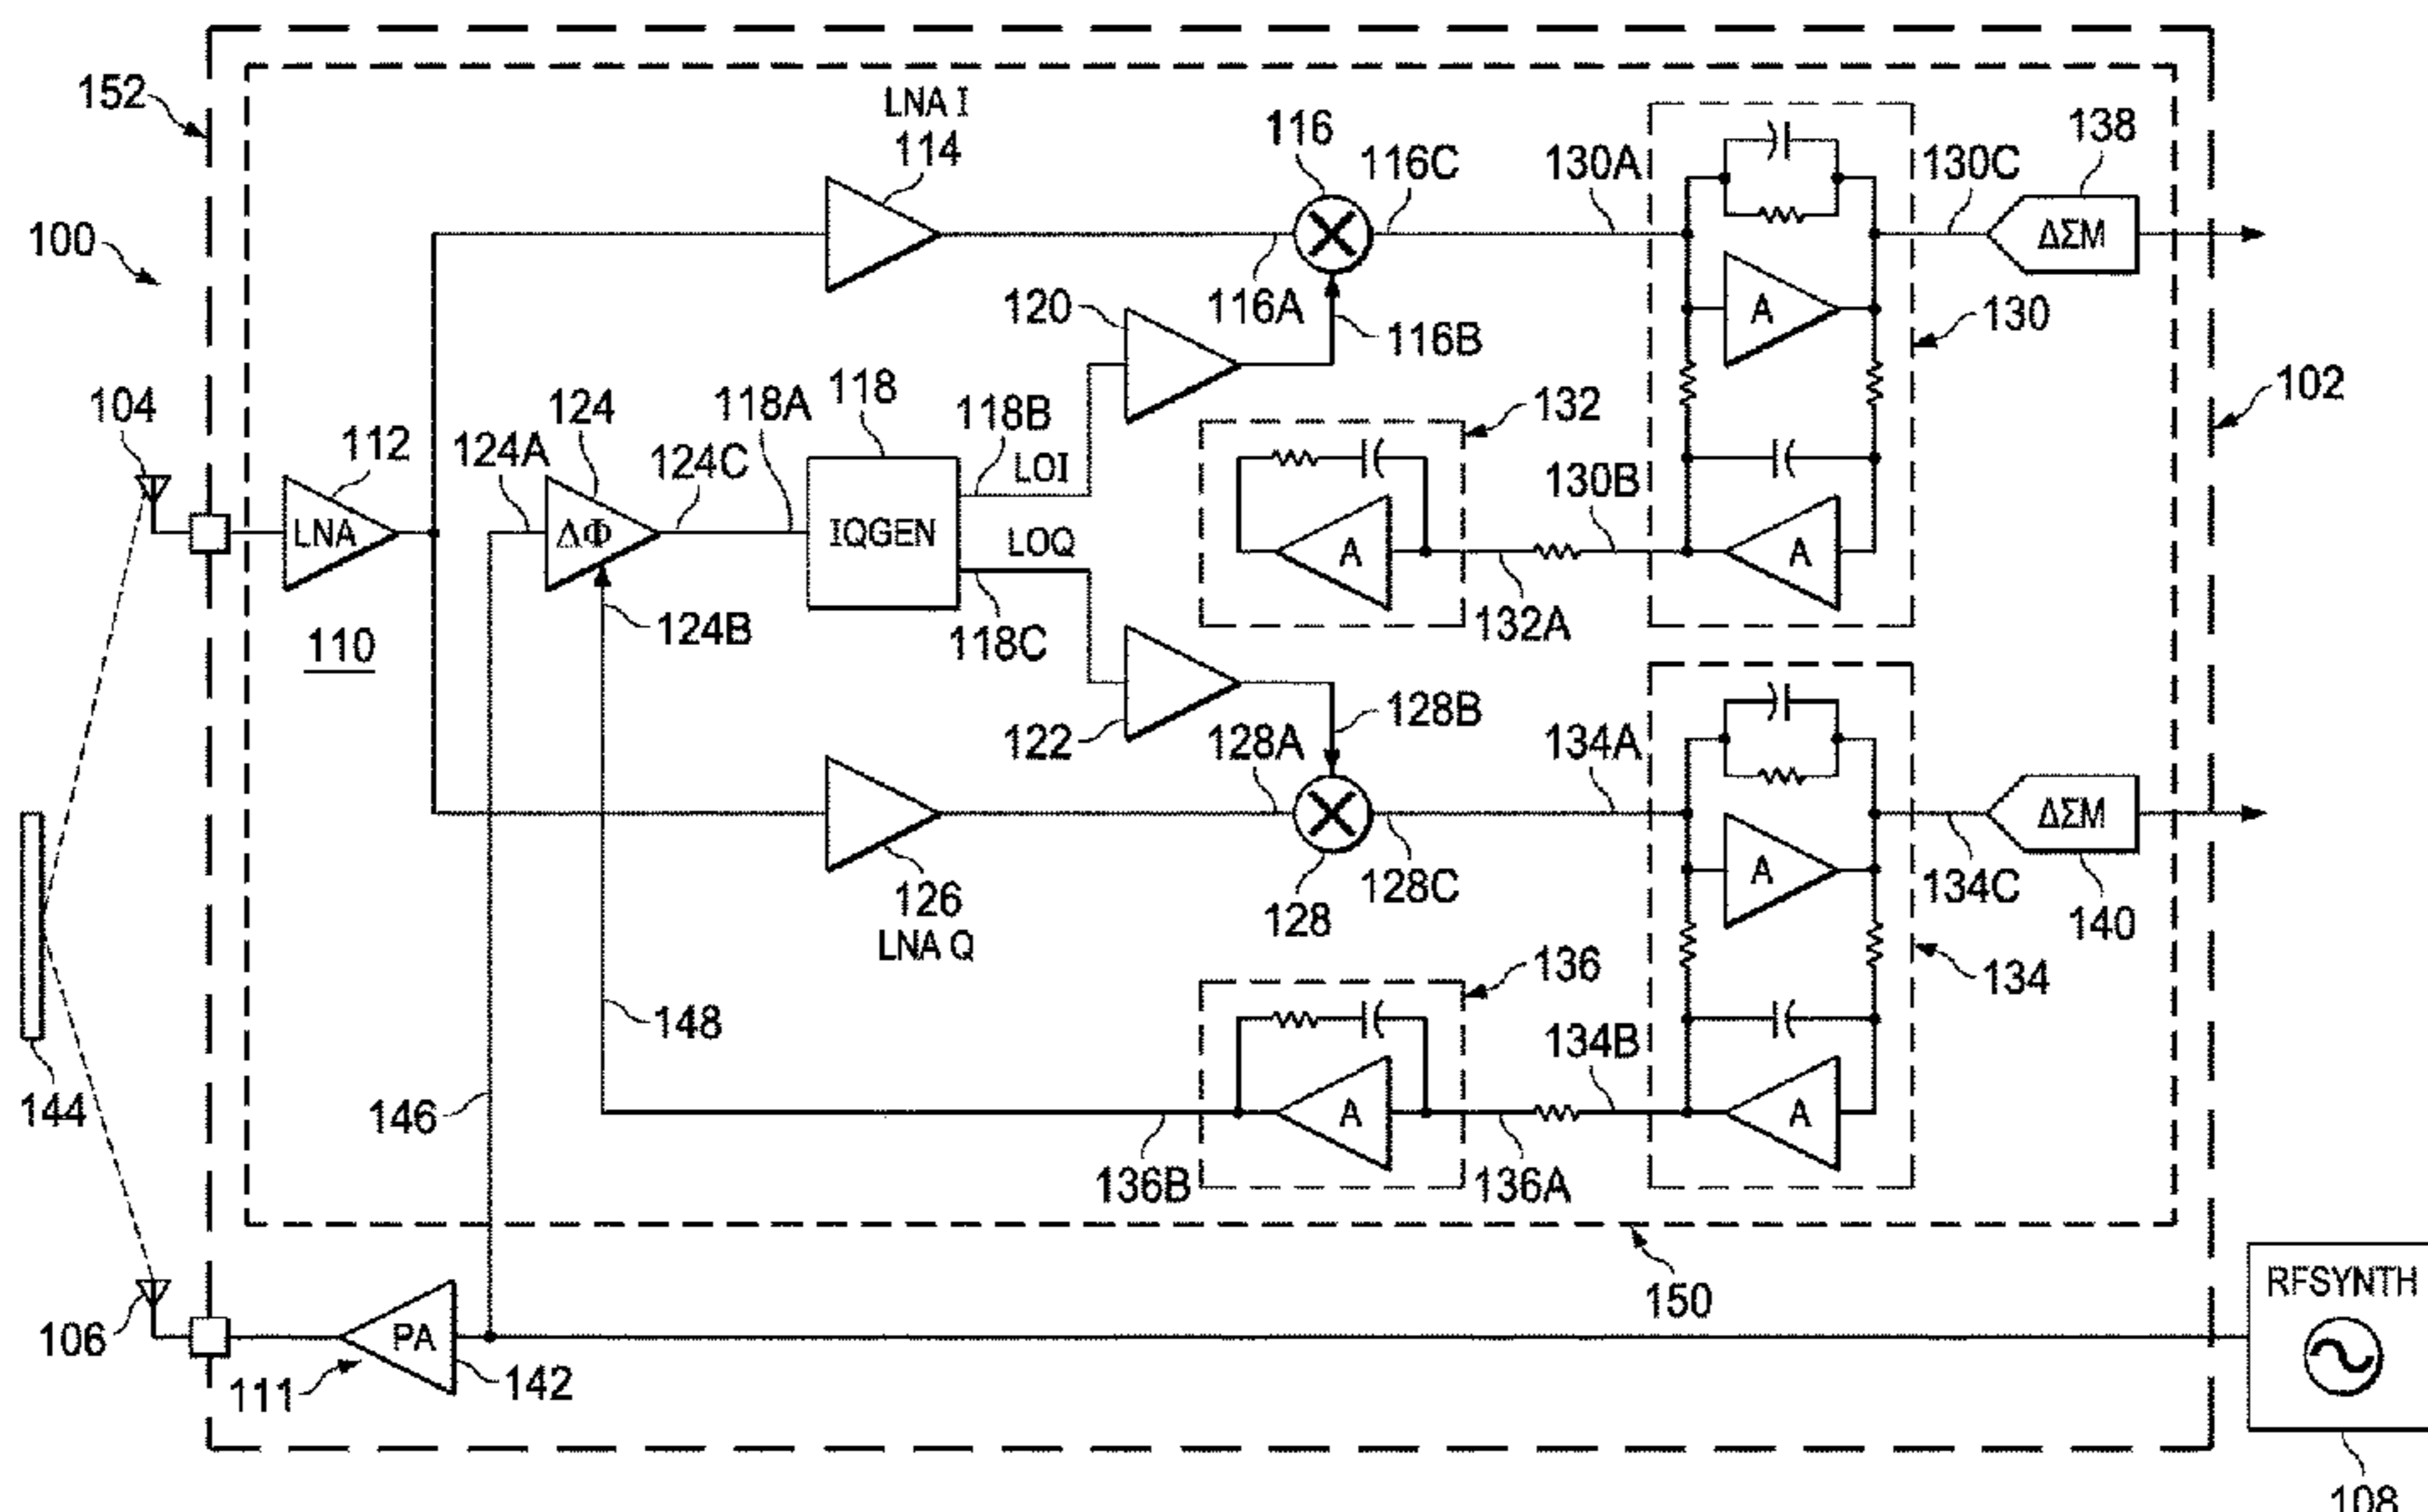 152
LNA I
114
116
116C
130A
138
130C
ΔΣM
100
116A
120
116B
A
130
104
112
124A
124
118A
118
118B
132
102
124C
LOI
130B
LNA
ΔΦ
IQGEN
LOQ
A
A
124B
118C
132A
110
122
128A
128B
134A
ΔΣM
A
126
128
128C
134C
140
LNA Q
136
134
148
134B
144
146
A
A
136B
136A
150
RFSYNTH
106
PA
111
142
108